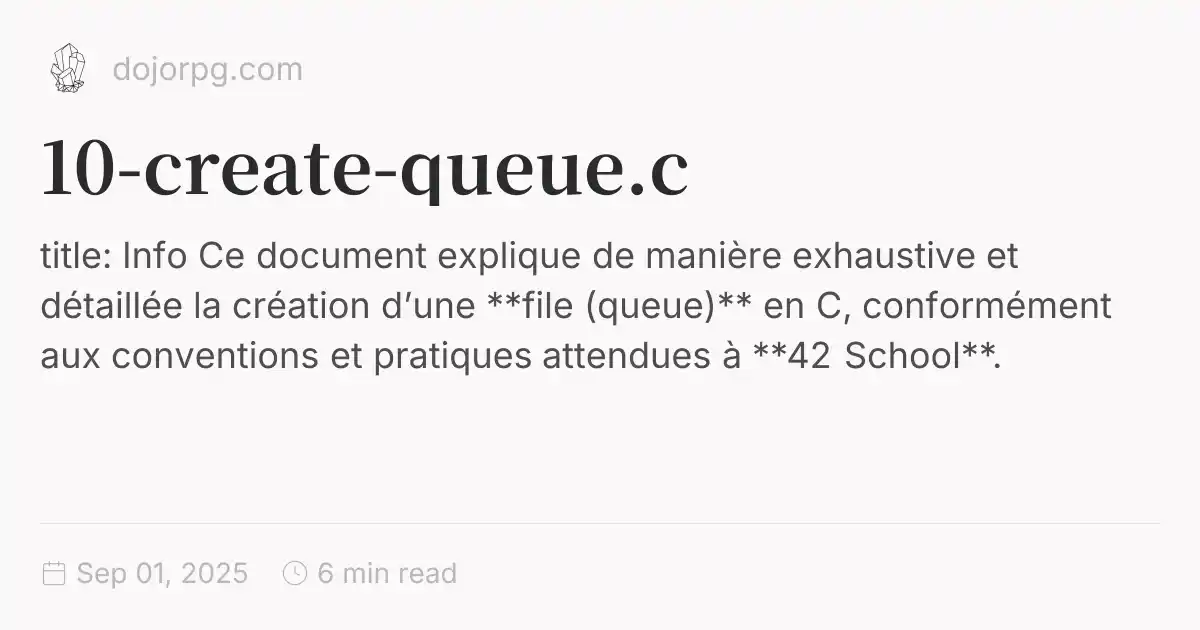 dojorpg.com
10-create-queue.c
title: Info Ce document explique de manière exhaustive et
détaillée la création d’une **file (queue)** en C, conformément
aux conventions et pratiques attendues à **42 School**.
Sep 01, 2025 6 min read